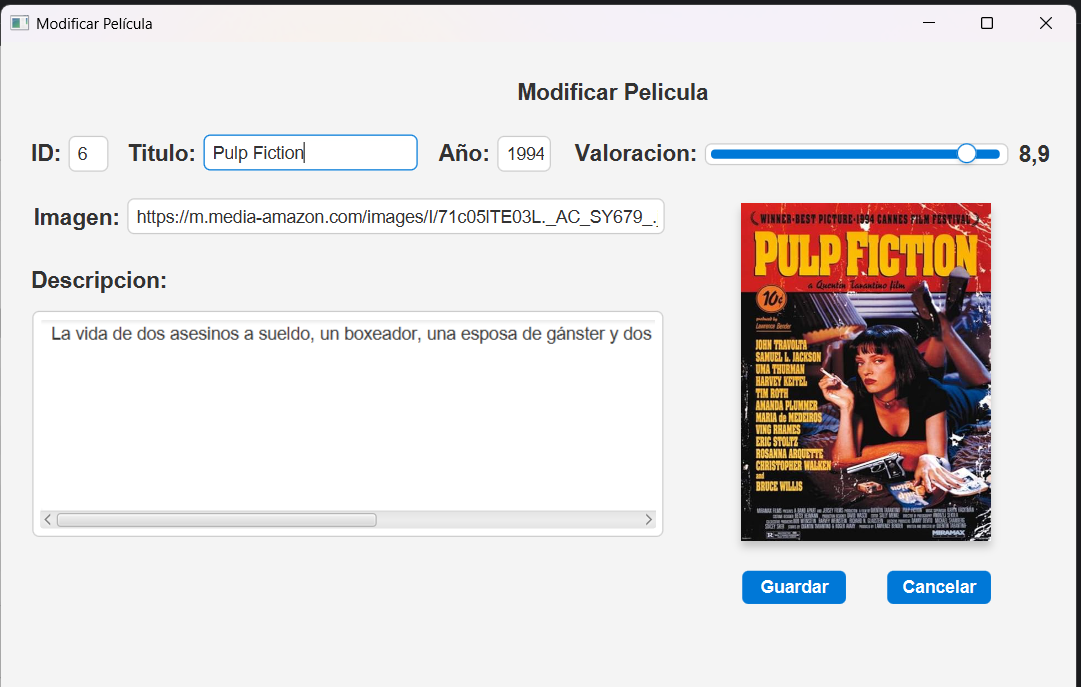 Modificar Película
Modificar Pelicula
ID: 6 Titulo: Pulp Fiction Año: 1994 Valoracion: 8,9
Imagen: https://m.media-amazon.com/images/I/71c05lTE03L._AC_SY679_.
Descripcion:
La vida de dos asesinos a sueldo, un boxeador, una esposa de gánster y dos
WINNER-BEST PICTURE-1994 CANNES FILM FESTIVAL
PULP FICTION
a Quentin Tarantino film
10¢
produced by
Lawrence Bender
JOHN TRAVOLTA
SAMUEL L. JACKSON
UMA THURMAN
HARVEY KEITEL
TIM ROTH
AMANDA PLUMMER
MARIA de MEDEIROS
VING RHAMES
ERIC STOLTZ
ROSANNA ARQUETTE
CHRISTOPHER WALKEN
and
BRUCE WILLIS
MIRAMAX
R
Guardar Cancelar